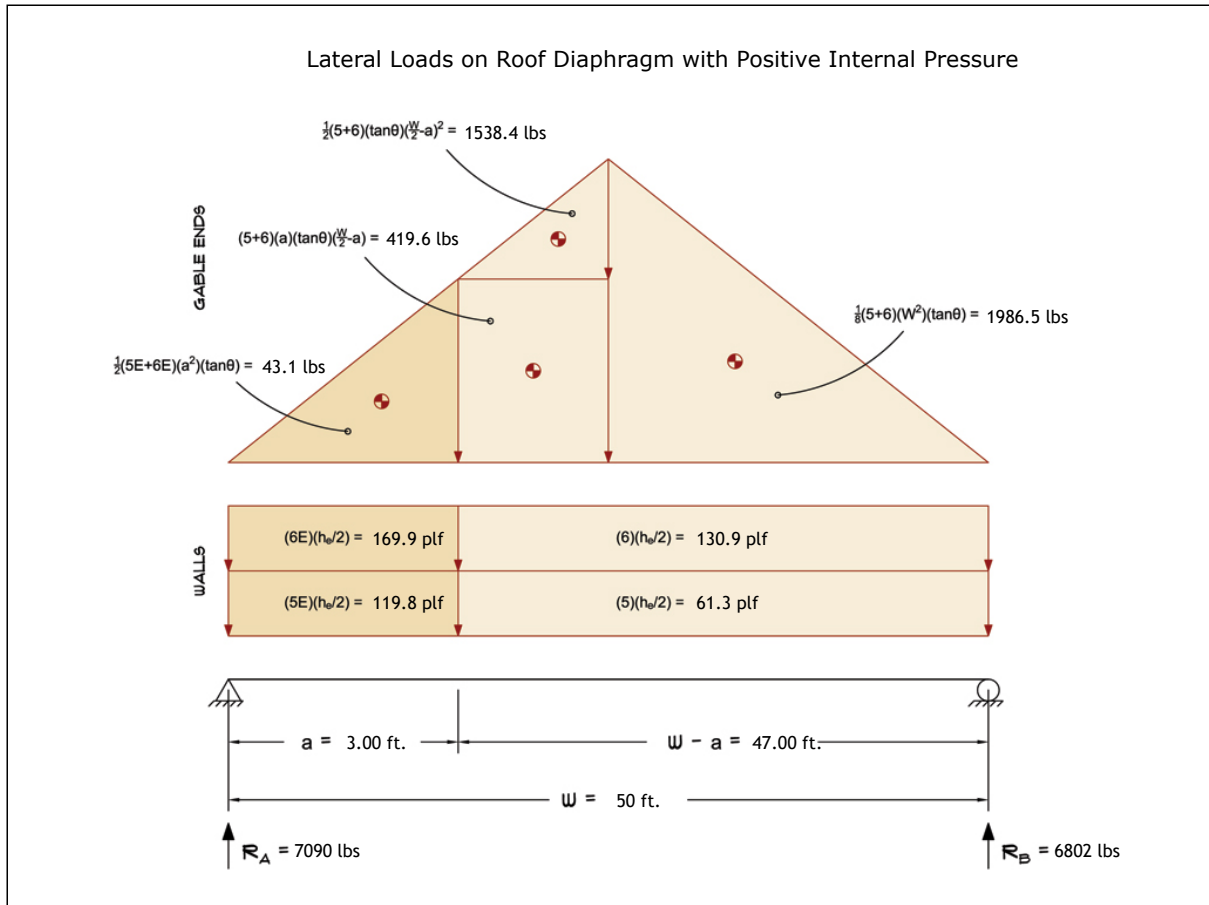 Lateral Loads on Roof Diaphragm with Positive Internal Pressure
½(5+6)(tanθ)(W/2-a)² = 1538.4 lbs
GABLE ENDS
(5+6)(a)(tanθ)(W/2-a) = 419.6 lbs
⅛(5+6)(W²)(tanθ) = 1986.5 lbs
½(5E+6E)(a²)(tanθ) = 43.1 lbs
WALLS
(6E)(hₑ/2) = 169.9 plf (6)(hₑ/2) = 130.9 plf
(5E)(hₑ/2) = 119.8 plf (5)(hₑ/2) = 61.3 plf
a = 3.00 ft. W - a = 47.00 ft.
W = 50 ft.
R_A = 7090 lbs R_B = 6802 lbs